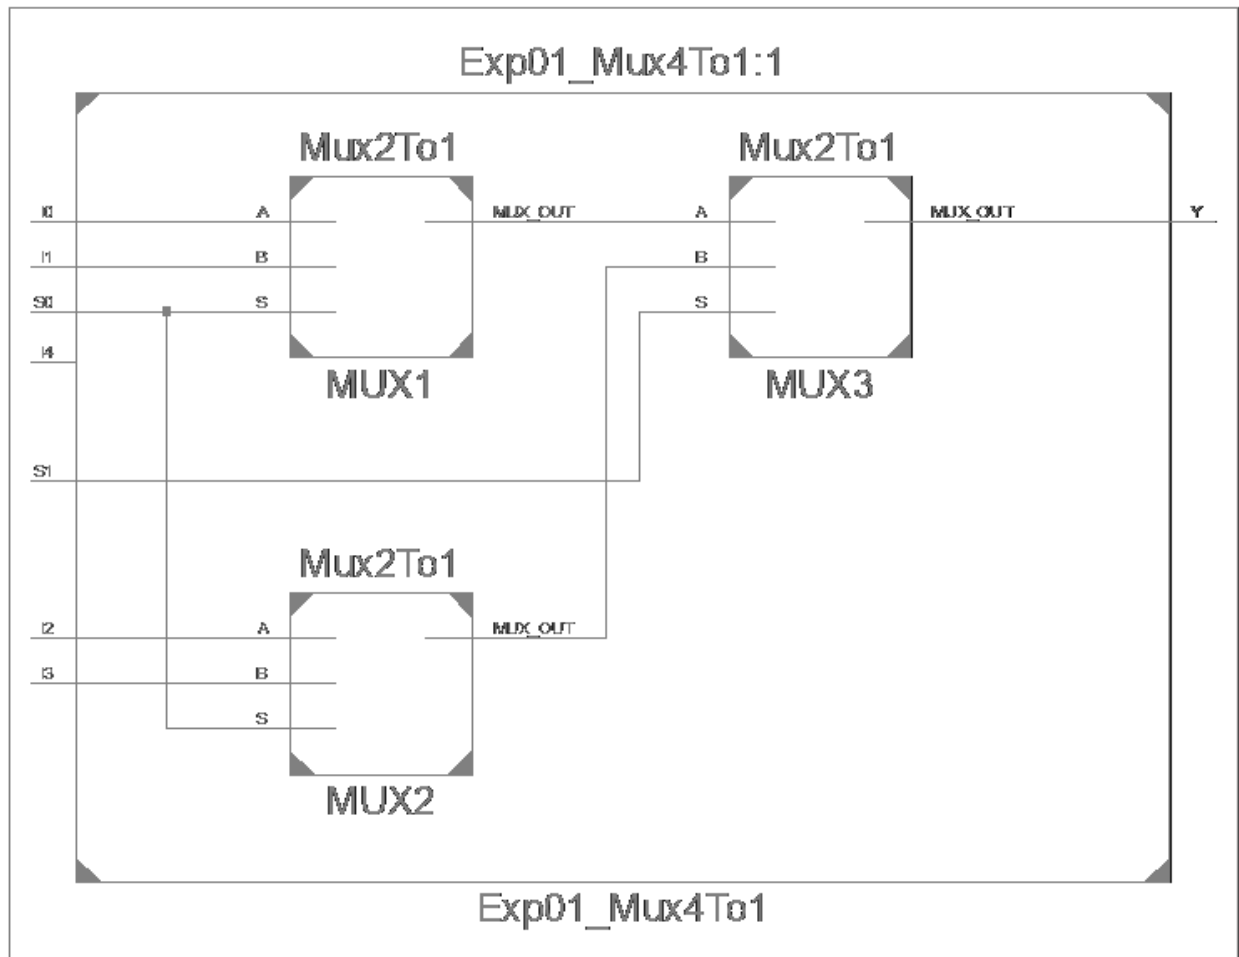 Exp01_Mux4To1:1
Mux2To1
Mux2To1
I0 A MUX_OUT A MUX_OUT Y
I1 B B
S0 S S
I4
MUX1
MUX3
S1
Mux2To1
I2 A MUX_OUT
I3 B
S
MUX2
Exp01_Mux4To1